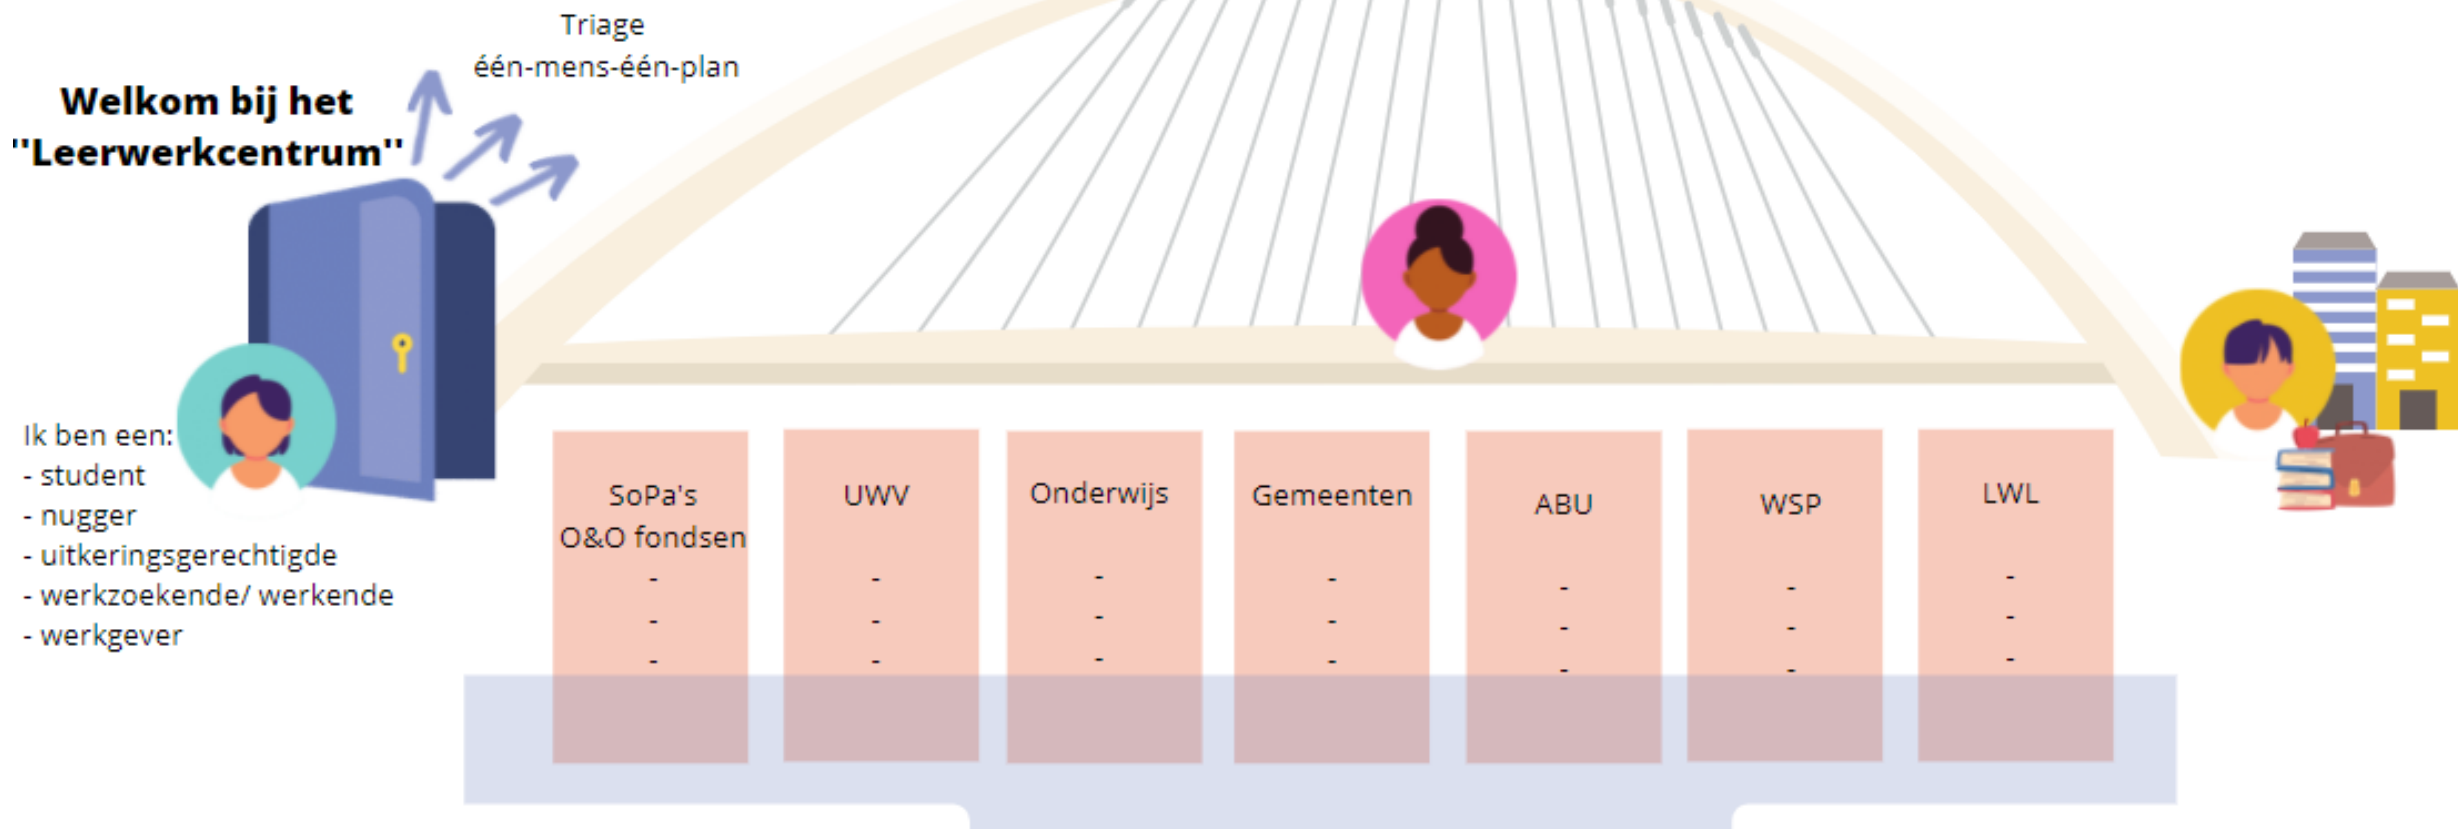 Triage
één-mens-één-plan
Welkom bij het
''Leerwerkcentrum''
Ik ben een:
- student
- nugger
- uitkeringsgerechtigde
- werkzoekende/ werkende
- werkgever
SoPa's
O&O fondsen
-
-
-
UWV
-
-
-
Onderwijs
-
-
-
Gemeenten
-
-
-
ABU
-
-
-
WSP
-
-
-
LWL
-
-
-